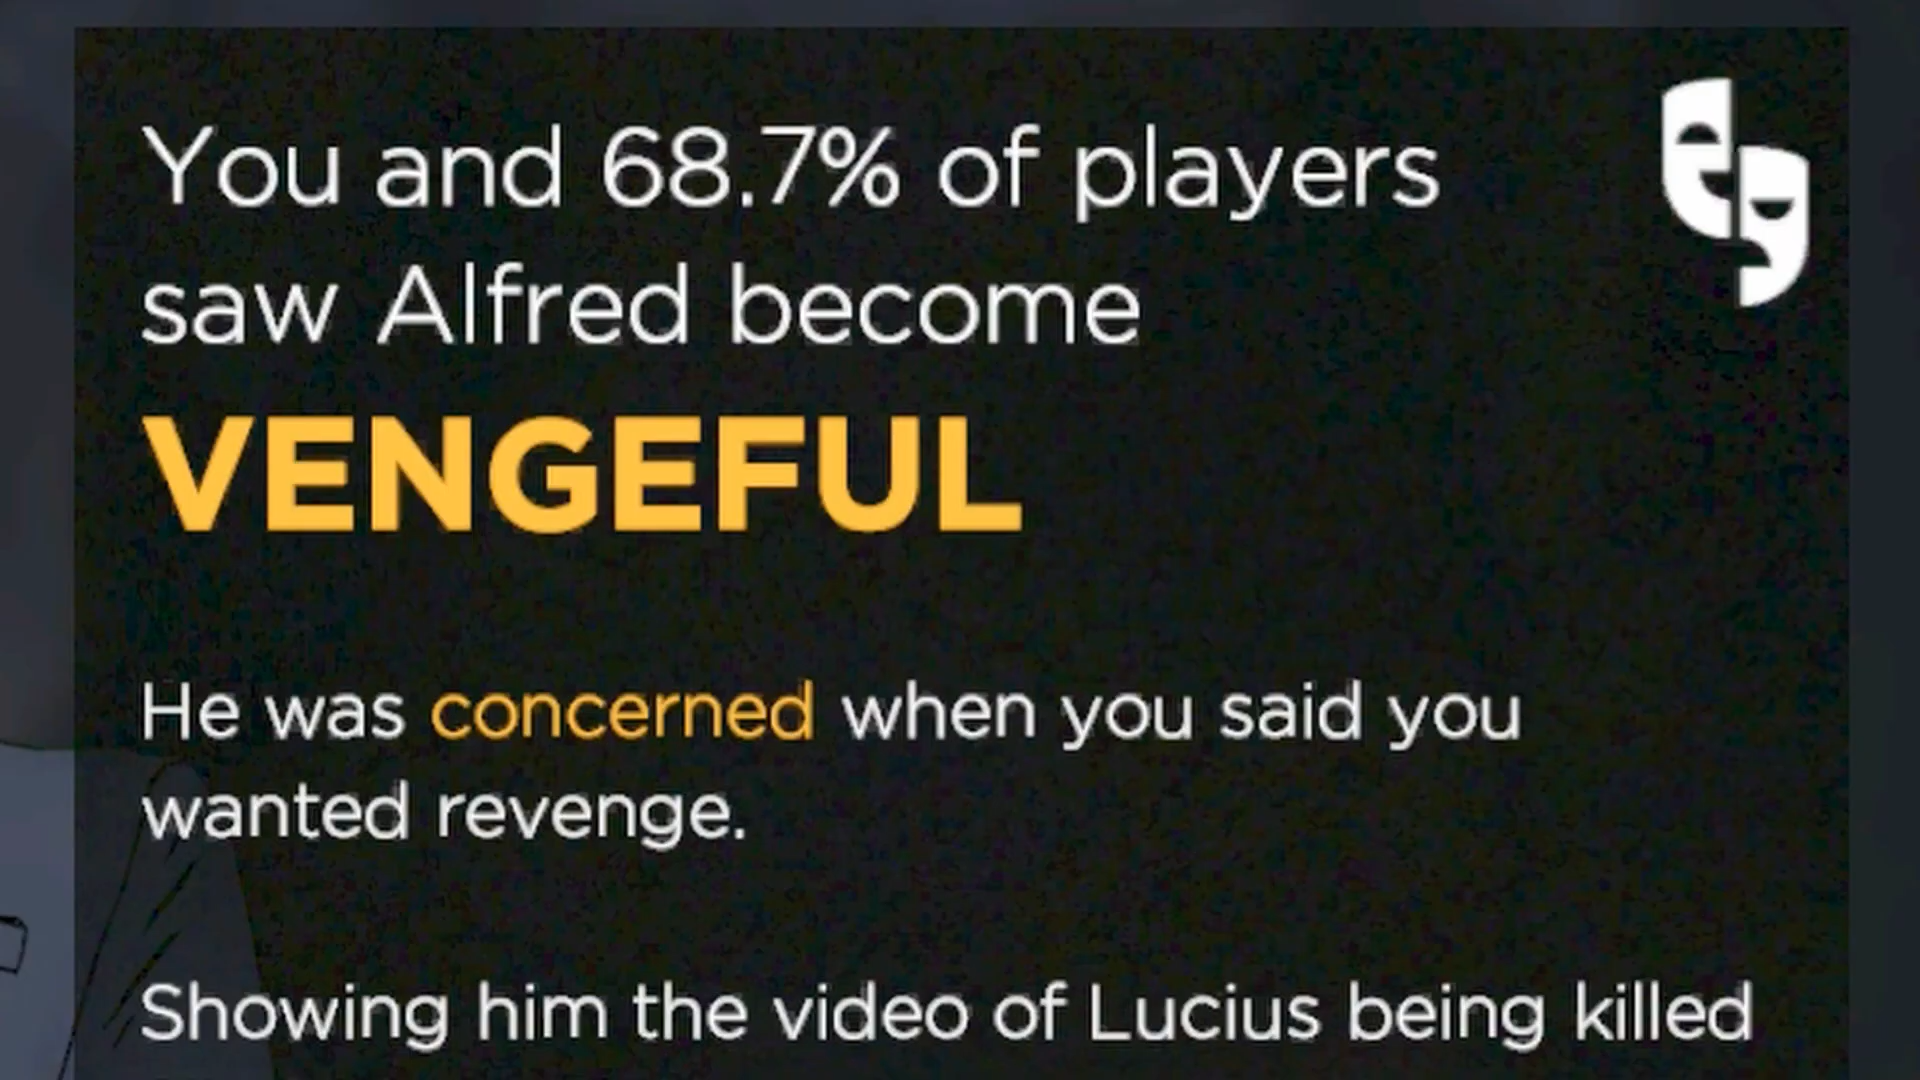 You and 68.7% of players
saw Alfred become
VENGEFUL
He was concerned when you said you
wanted revenge.
Showing him the video of Lucius being killed